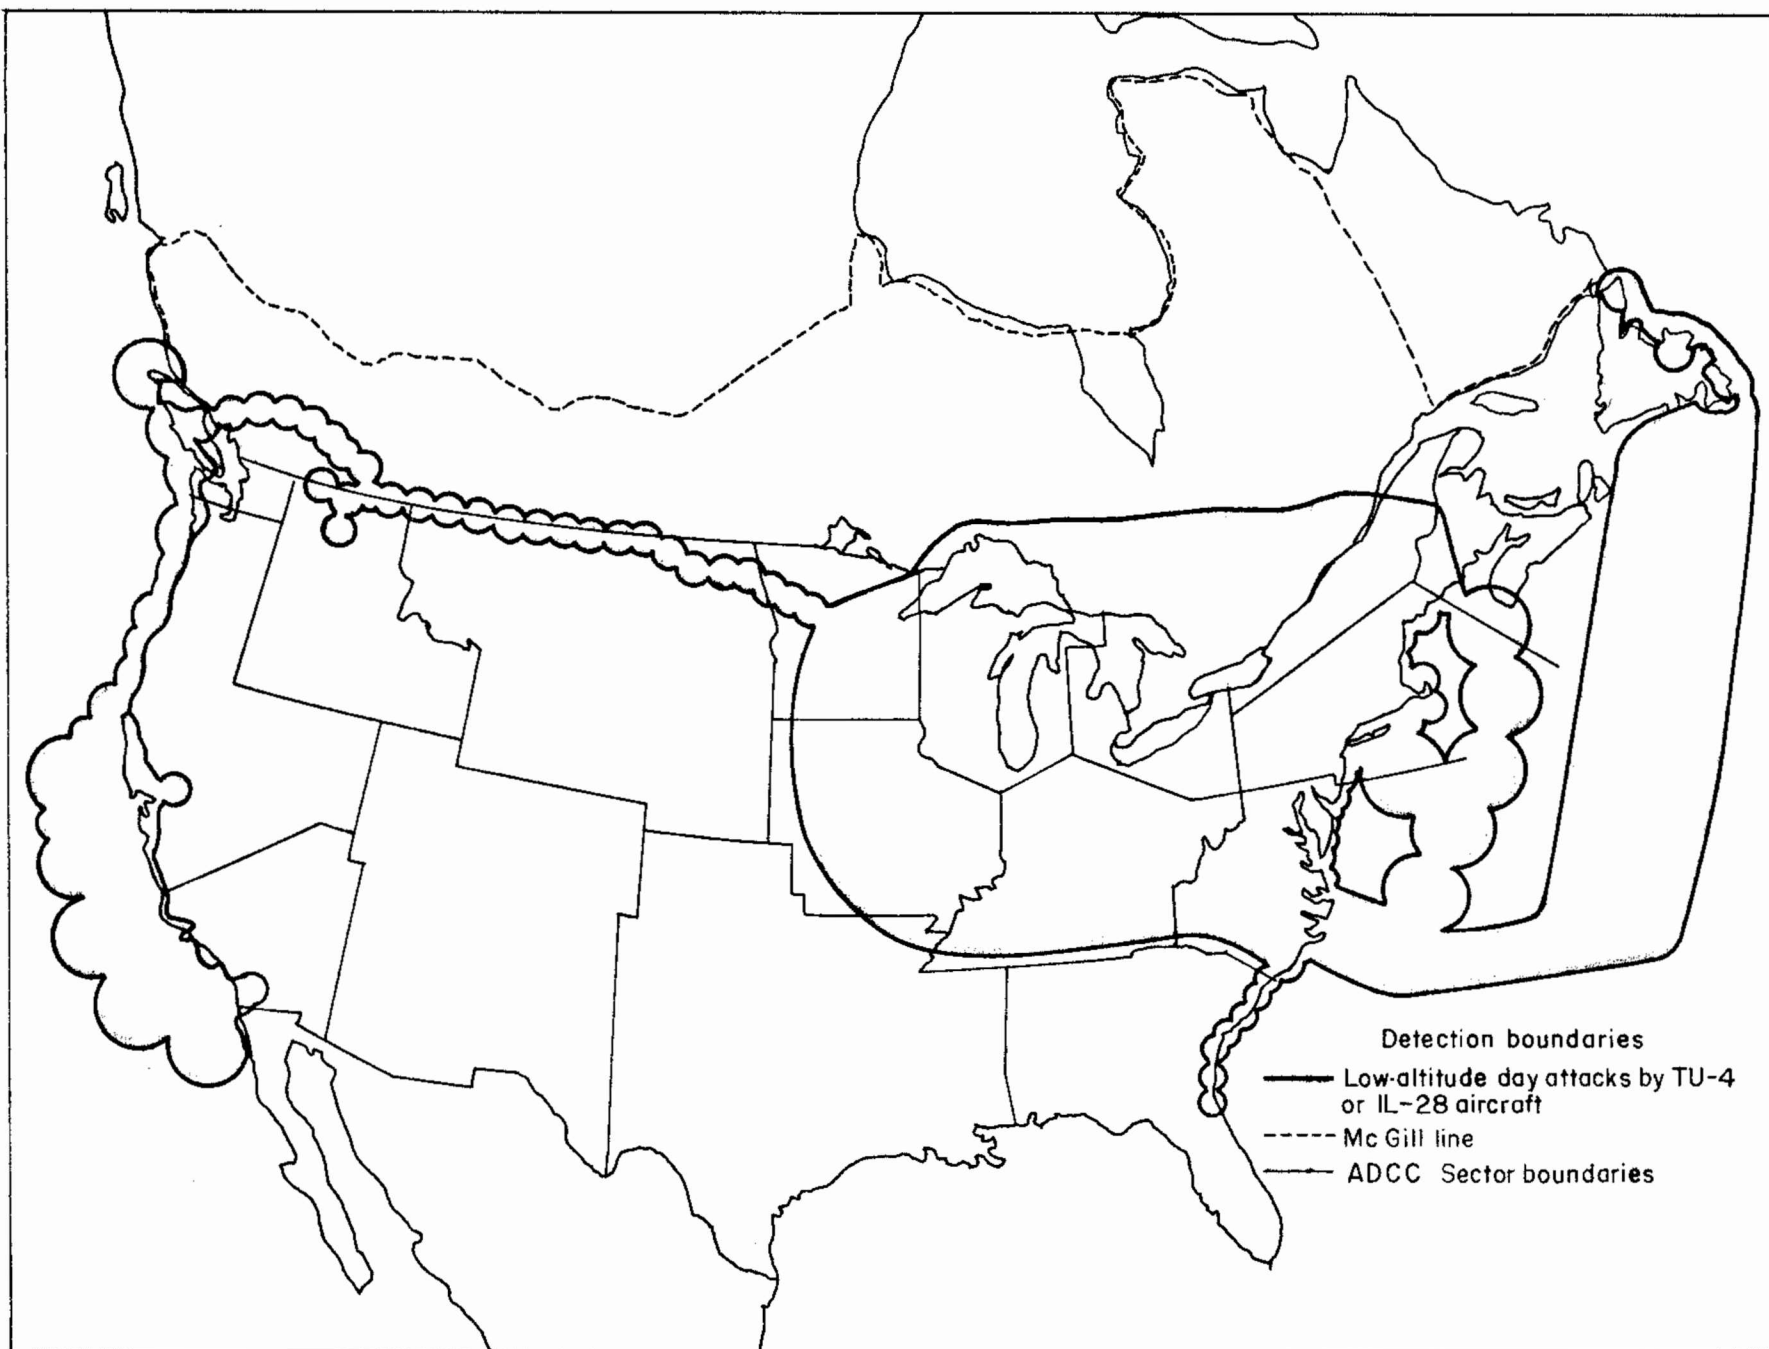 Detection boundaries
Low-altitude day attacks by TU-4
or IL-28 aircraft
Mc Gill line
ADCC Sector boundaries